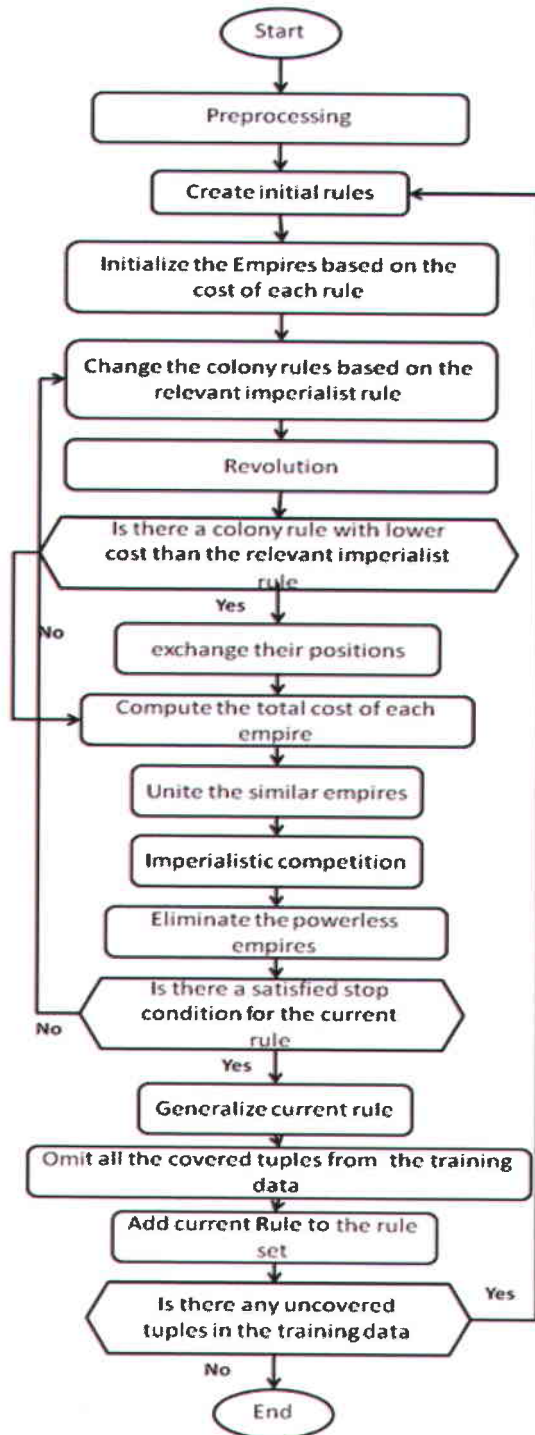 Start
Preprocessing
Create initial rules
Initialize the Empires based on the
cost of each rule
Change the colony rules based on the
relevant imperialist rule
Revolution
Is there a colony rule with lower
cost than the relevant imperialist
rule
Yes
No
exchange their positions
Compute the total cost of each
empire
Unite the similar empires
Imperialistic competition
Eliminate the powerless
empires
Is there a satisfied stop
condition for the current
rule
No
Yes
Generalize current rule
Omit all the covered tuples from the training
data
Add current Rule to the rule
set
Is there any uncovered
tuples in the training data
Yes
No
End